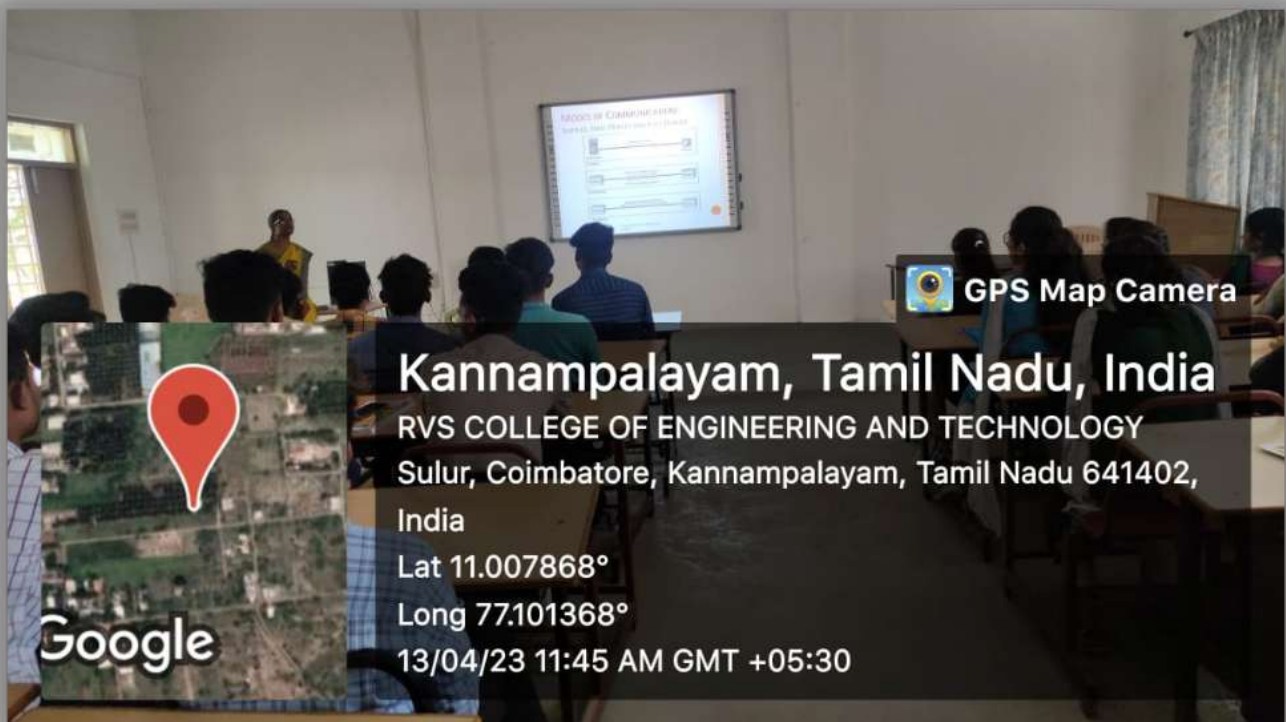 MODES OF COMMUNICATION
GPS Map Camera
Kannampalayam, Tamil Nadu, India
RVS COLLEGE OF ENGINEERING AND TECHNOLOGY
Sulur, Coimbatore, Kannampalayam, Tamil Nadu 641402,
India
Lat 11.007868°
Long 77.101368°
13/04/23 11:45 AM GMT +05:30
Google